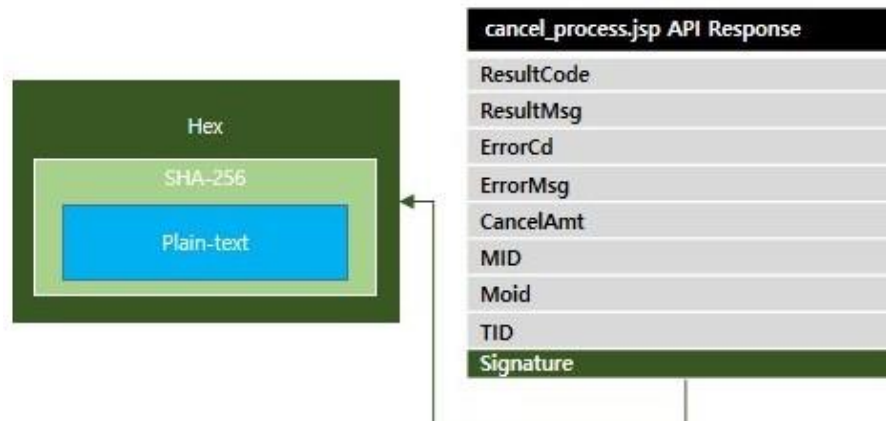 Hex
SHA-256
Plain-text
cancel_process.jsp API Response
ResultCode
ResultMsg
ErrorCd
ErrorMsg
CancelAmt
MID
Moid
TID
Signature